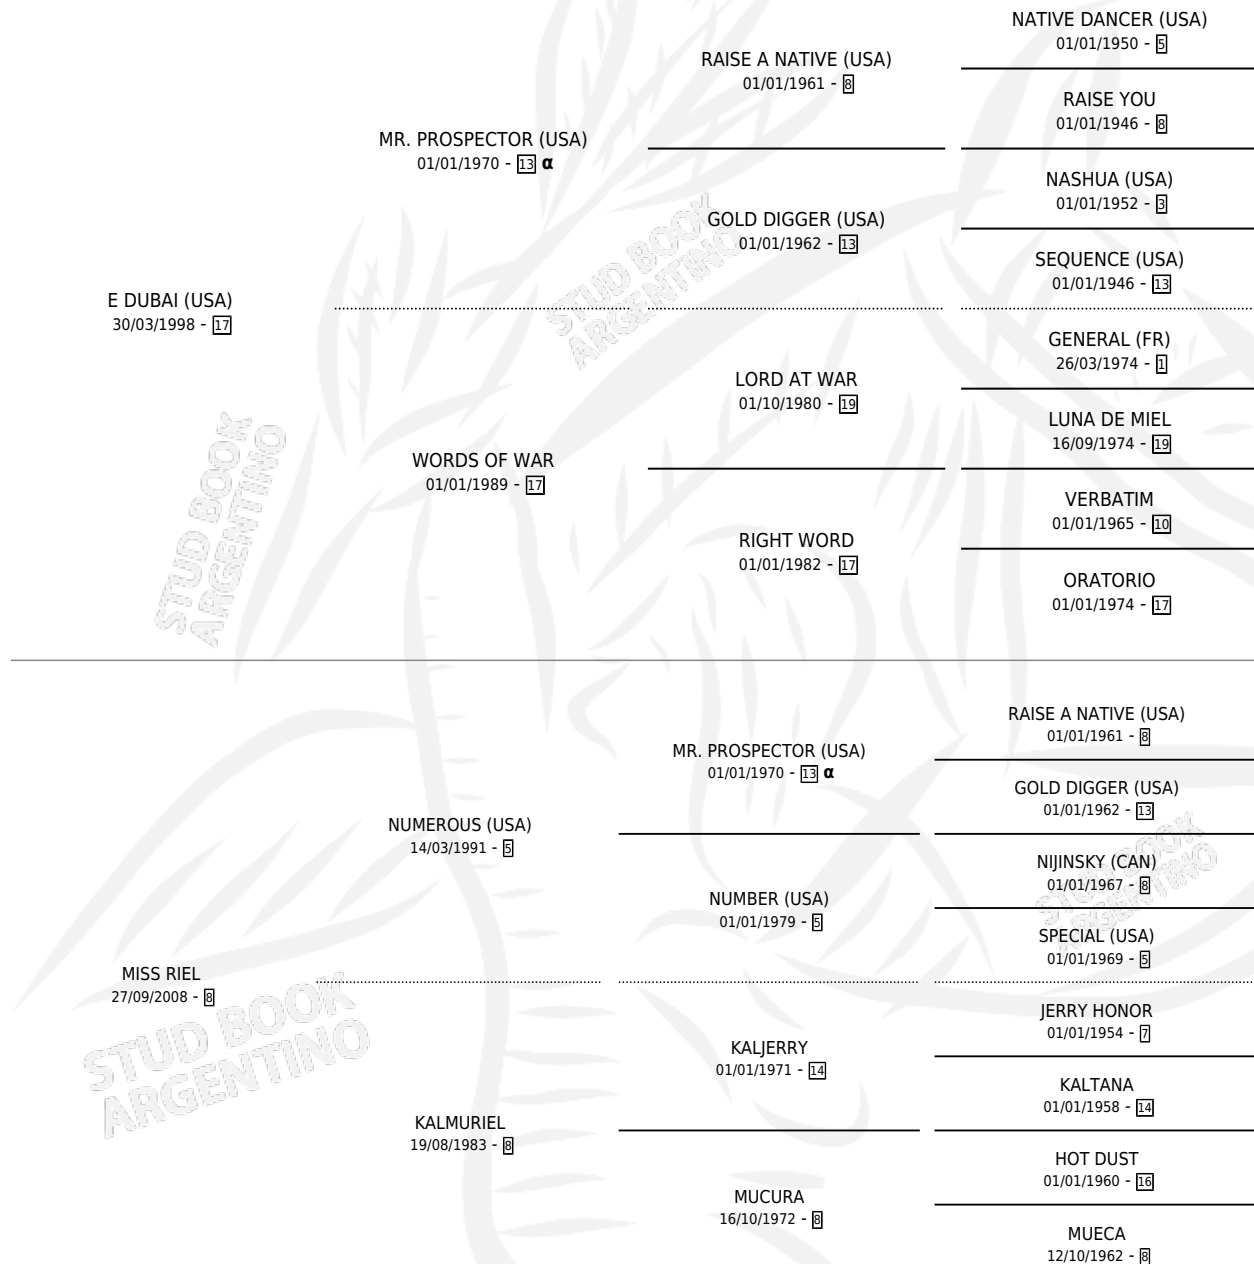 NATIVE DANCER (USA)
01/01/1950 - 5
RAISE A NATIVE (USA)
01/01/1961 - 8
RAISE YOU
01/01/1946 - 8
MR. PROSPECTOR (USA)
01/01/1970 - 13 α
NASHUA (USA)
01/01/1952 - 3
GOLD DIGGER (USA)
01/01/1962 - 13
SEQUENCE (USA)
01/01/1946 - 13
E DUBAI (USA)
30/03/1998 - 17
STUD BOOK
ARGENTINO
GENERAL (FR)
26/03/1974 - 1
LORD AT WAR
01/10/1980 - 19
LUNA DE MIEL
16/09/1974 - 19
WORDS OF WAR
01/01/1989 - 17
VERBATIM
01/01/1965 - 10
RIGHT WORD
01/01/1982 - 17
ORATORIO
01/01/1974 - 17
STUD BOOK
ARGENTINO
RAISE A NATIVE (USA)
01/01/1961 - 8
MR. PROSPECTOR (USA)
01/01/1970 - 13 α
GOLD DIGGER (USA)
01/01/1962 - 13
NUMEROUS (USA)
14/03/1991 - 5
NIJINSKY (CAN)
01/01/1967 - 8
NUMBER (USA)
01/01/1979 - 5
SPECIAL (USA)
01/01/1969 - 5
STUD BOOK
ARGENTINO
MISS RIEL
27/09/2008 - 8
STUD BOOK
ARGENTINO
JERRY HONOR
01/01/1954 - 7
KALJERRY
01/01/1971 - 14
KALTANA
01/01/1958 - 14
KALMURIEL
19/08/1983 - 8
HOT DUST
01/01/1960 - 16
MUCURA
16/10/1972 - 8
MUECA
12/10/1962 - 8